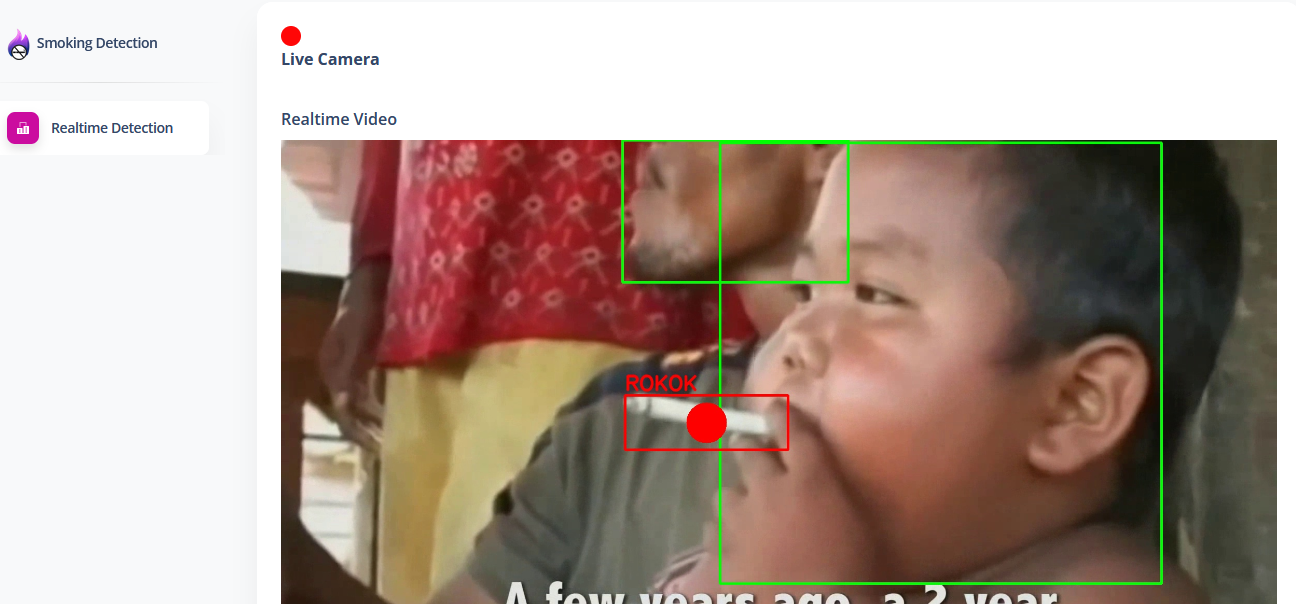 Smoking Detection
Realtime Detection
Live Camera
Realtime Video
ROKOK
A few years ago, a 2 year